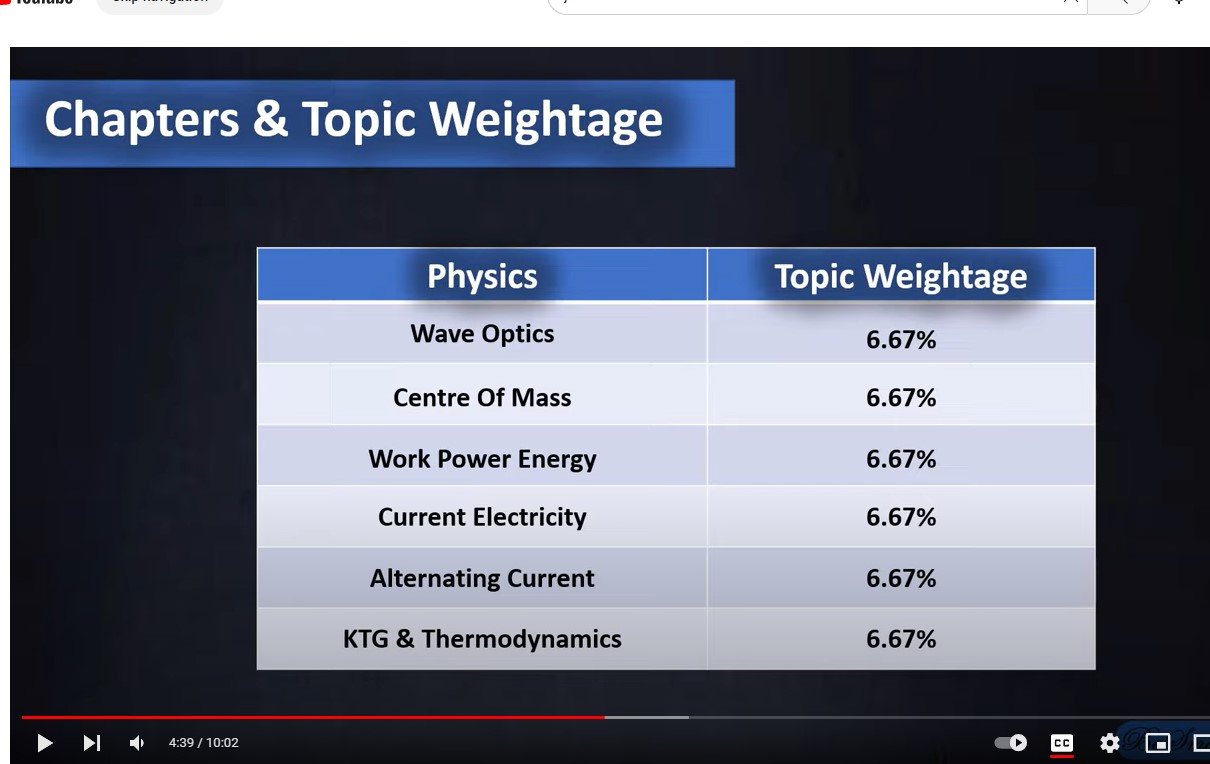 Chapters & Topic Weightage
Physics Topic Weightage
Wave Optics 6.67%
Centre Of Mass 6.67%
Work Power Energy 6.67%
Current Electricity 6.67%
Alternating Current 6.67%
KTG & Thermodynamics 6.67%
4:39 / 10:02
CC